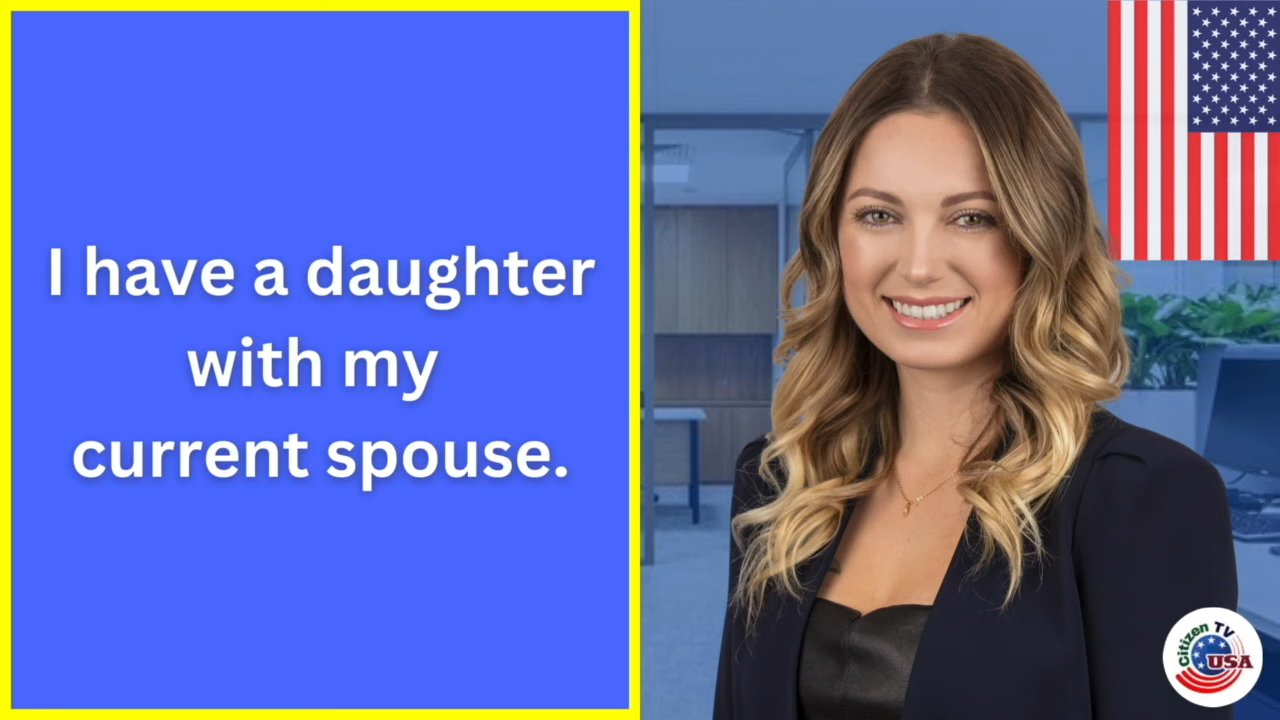 I have a daughter
with my
current spouse.
Citizen TV
USA